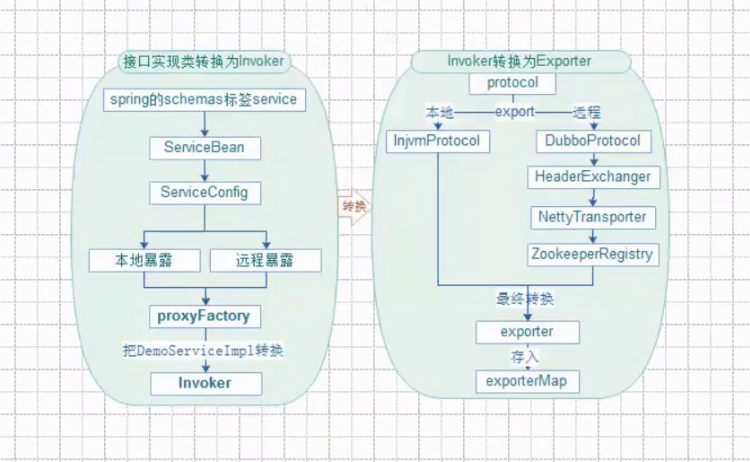 接口实现类转换为Invoker
spring的schemas标签service
ServiceBean
ServiceConfig
本地暴露
远程暴露
proxyFactory
把DemoServiceImpl转换
Invoker
转换
Invoker转换为Exporter
protocol
本地
export
远程
InjvmProtocol
DubboProtocol
HeaderExchanger
NettyTransporter
ZookeeperRegistry
最终转换
exporter
存入
exporterMap